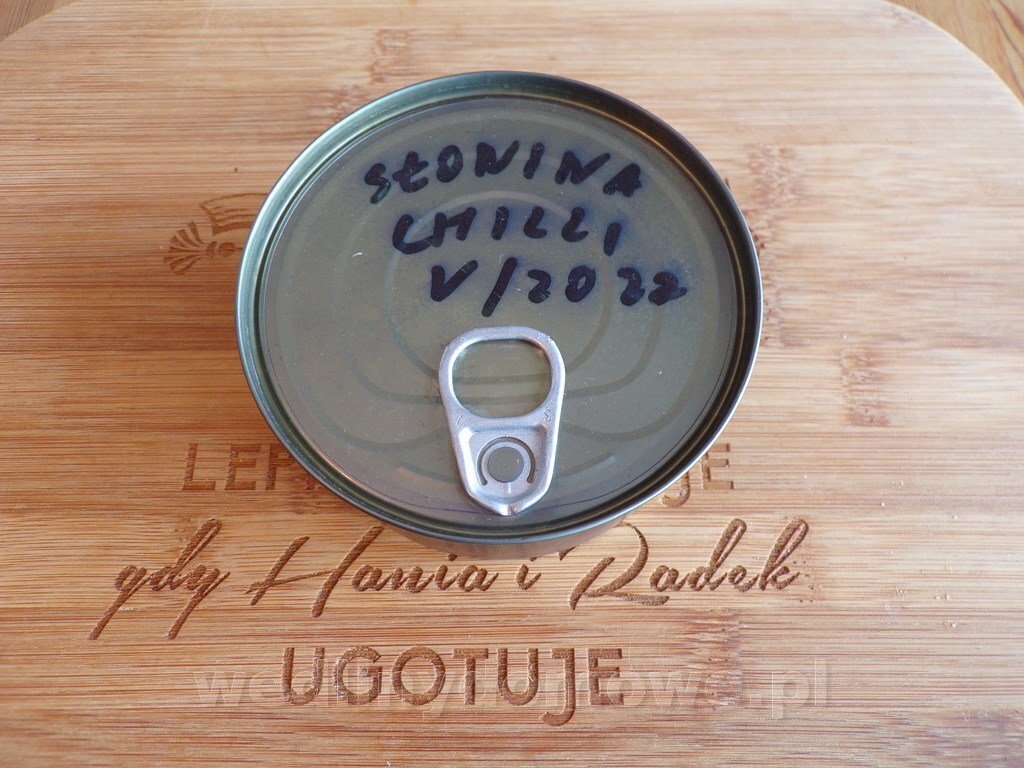 SŁONINA
CHILLI
V/2022
gdy Hania i Radek
UGOTUJE